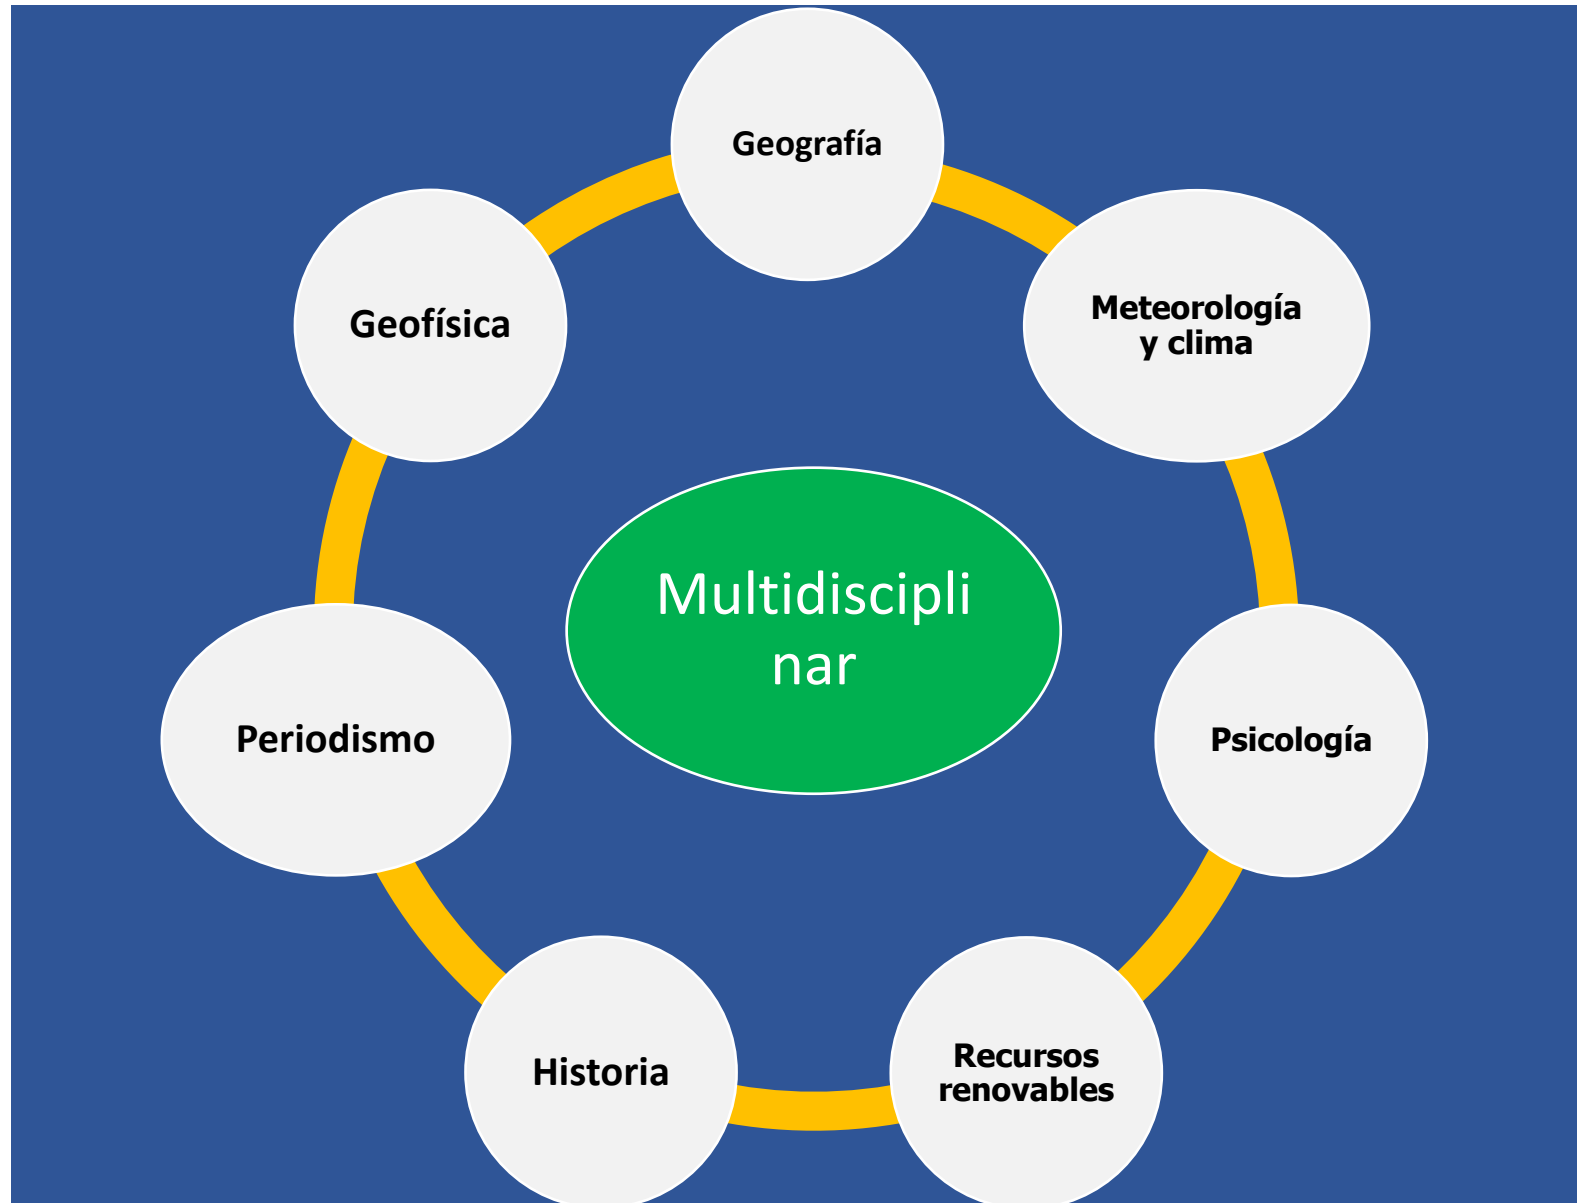 Geografía
Meteorología
y clima
Psicología
Recursos
renovables
Historia
Periodismo
Geofísica
Multidiscipli
nar